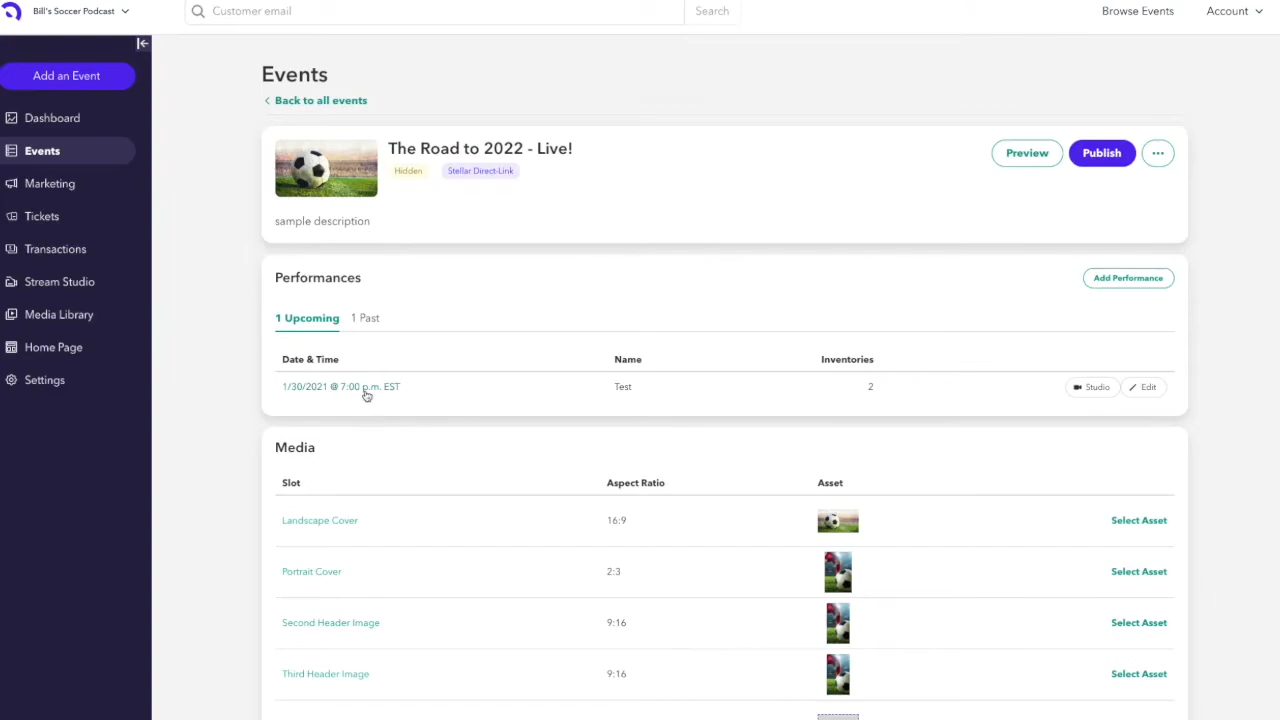 Bill's Soccer Podcast
Customer email
Search
Browse Events
Account
Add an Event
Dashboard
Events
Marketing
Tickets
Transactions
Stream Studio
Media Library
Home Page
Settings
Events
Back to all events
The Road to 2022 - Live!
Hidden
Stellar Direct-Link
Preview
Publish
sample description
Performances
Add Performance
1 Upcoming
1 Past
Date & Time
Name
Inventories
1/30/2021 @ 7:00 p.m. EST
Test
2
Studio
Edit
Media
Slot
Aspect Ratio
Asset
Landscape Cover
16:9
Select Asset
Portrait Cover
2:3
Select Asset
Second Header Image
9:16
Select Asset
Third Header Image
9:16
Select Asset